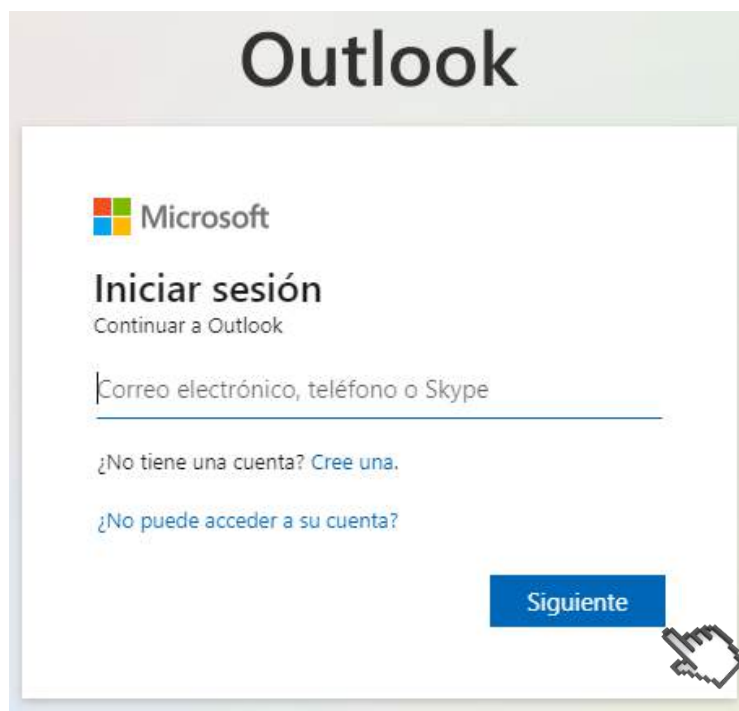 Outlook
Microsoft
Iniciar sesión
Continuar a Outlook
Correo electrónico, teléfono o Skype
¿No tiene una cuenta? Cree una.
¿No puede acceder a su cuenta?
Siguiente